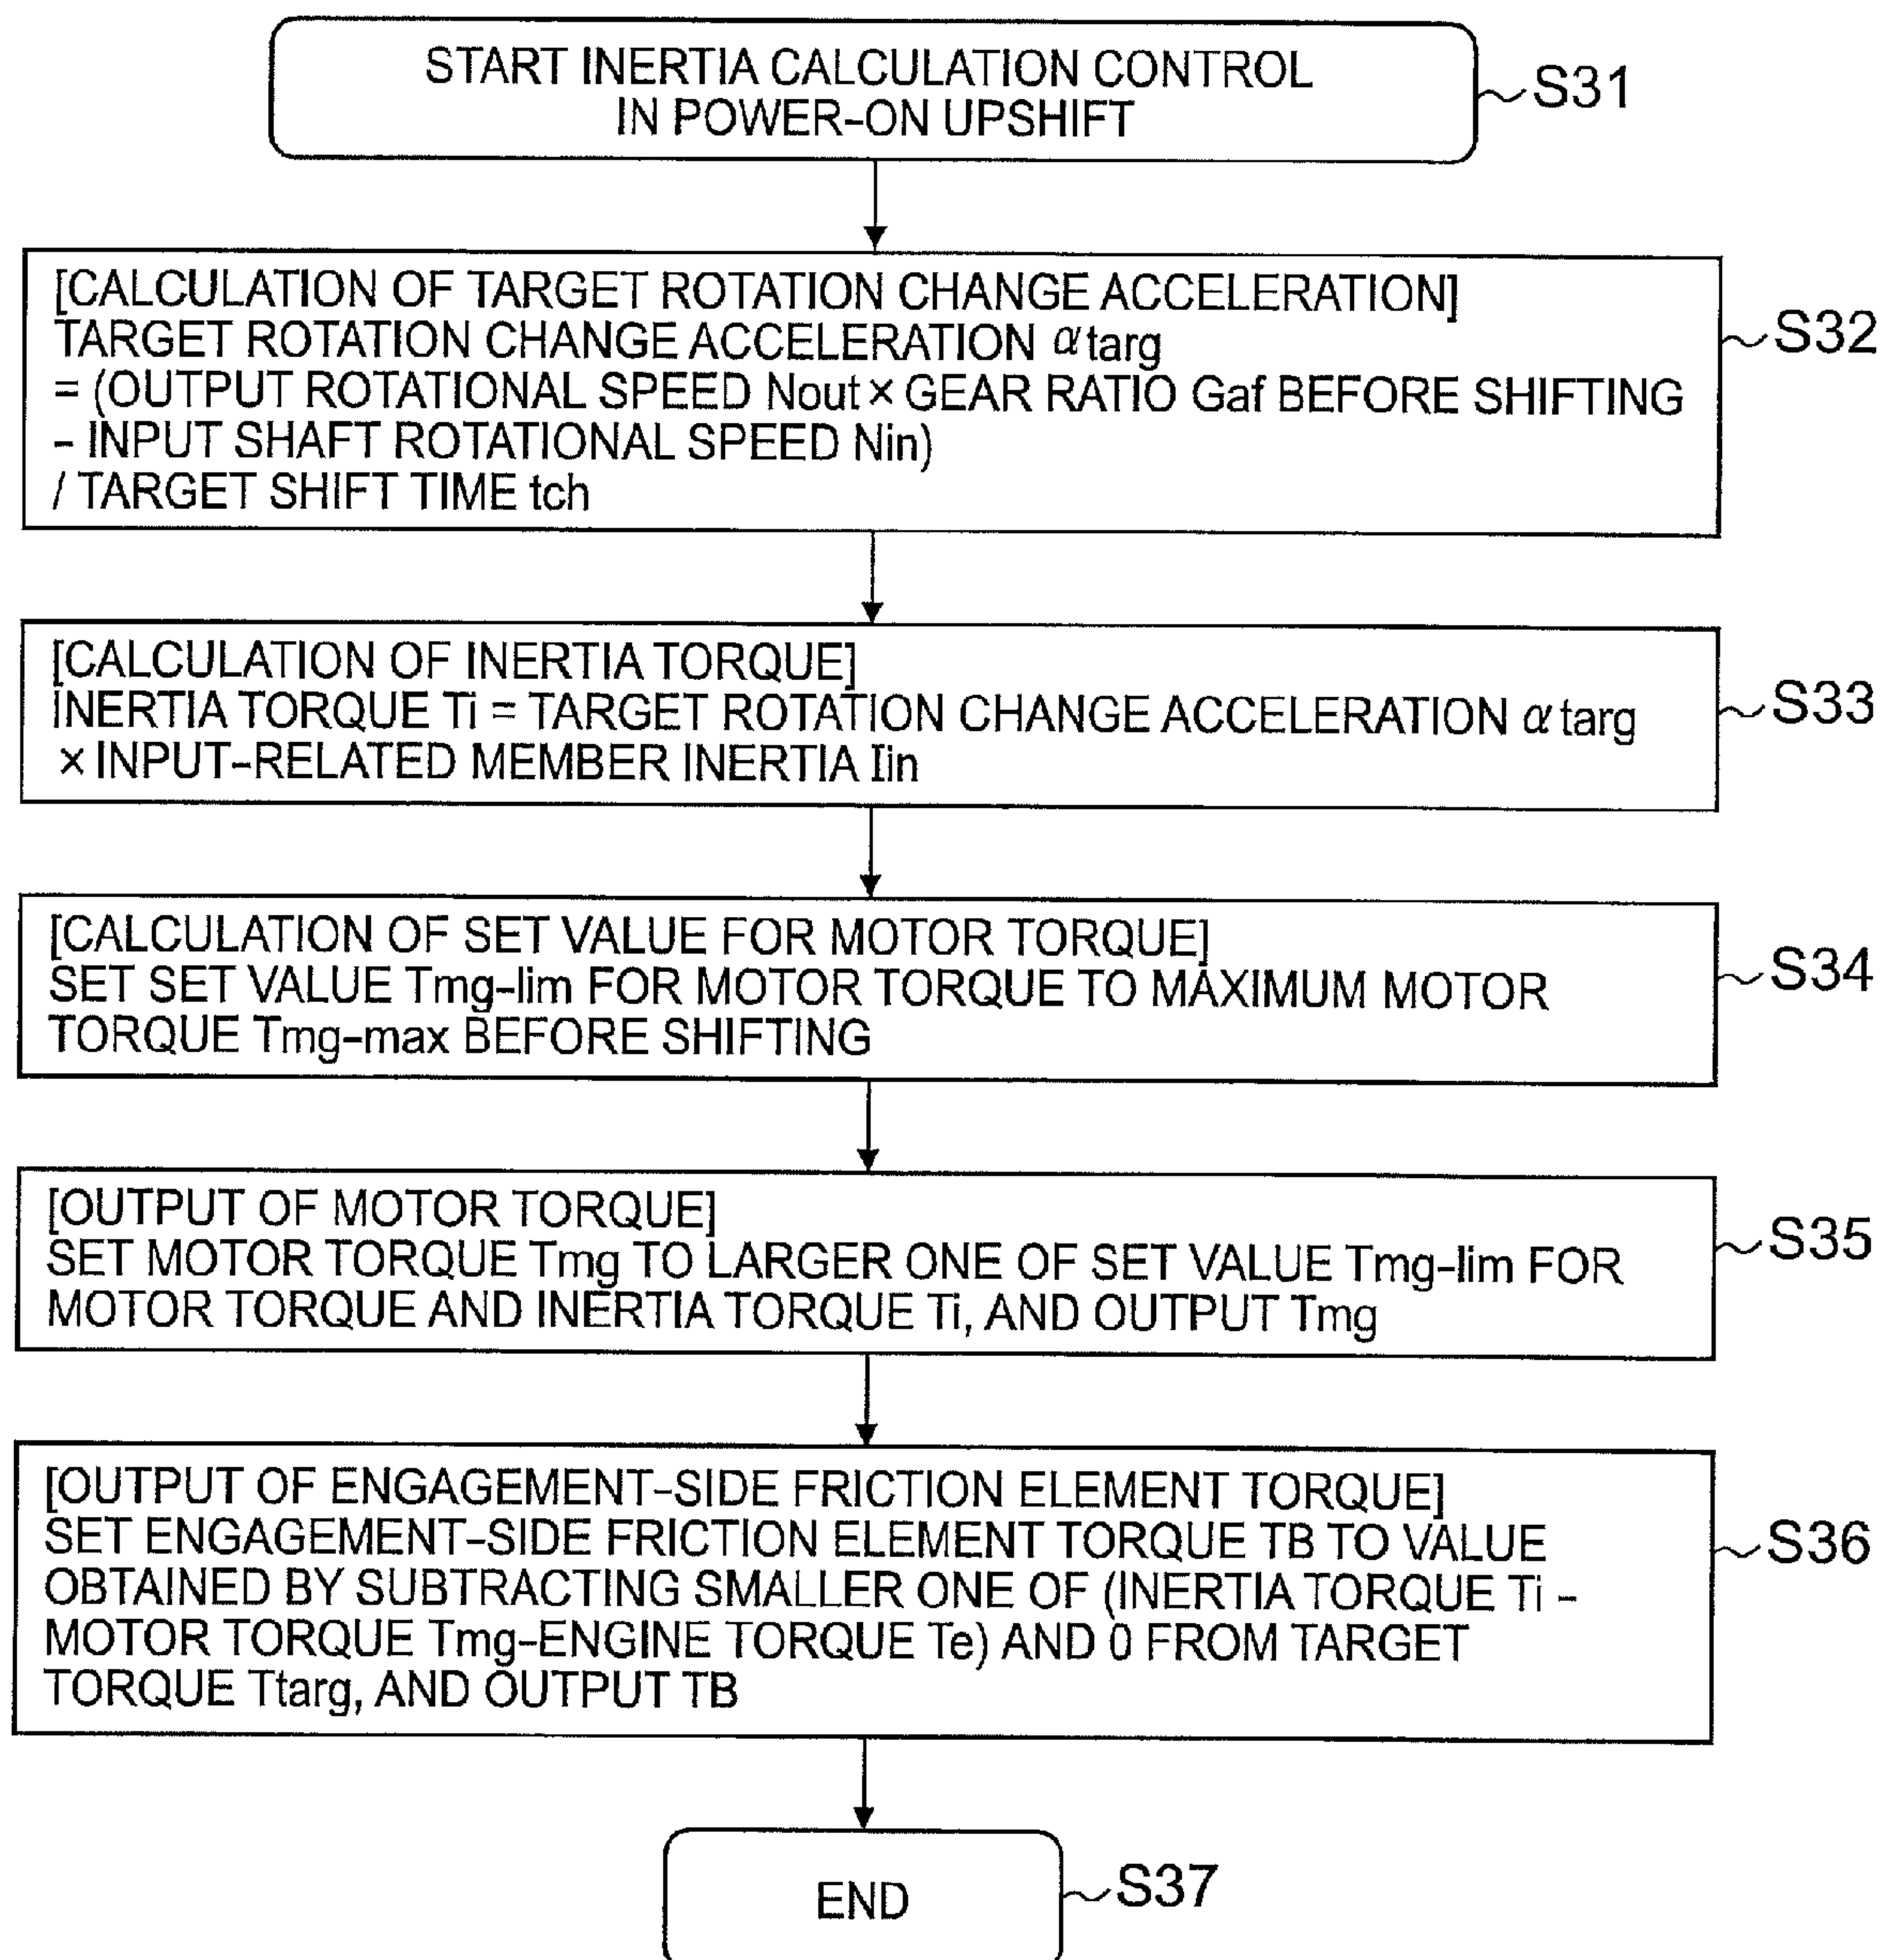 START INERTIA CALCULATION CONTROL
IN POWER-ON UPSHIFT
S31
[CALCULATION OF TARGET ROTATION CHANGE ACCELERATION]
TARGET ROTATION CHANGE ACCELERATION αtarg
= (OUTPUT ROTATIONAL SPEED Nout × GEAR RATIO Gaf BEFORE SHIFTING
- INPUT SHAFT ROTATIONAL SPEED Nin)
/ TARGET SHIFT TIME tch
S32
[CALCULATION OF INERTIA TORQUE]
INERTIA TORQUE Ti = TARGET ROTATION CHANGE ACCELERATION αtarg
× INPUT-RELATED MEMBER INERTIA Iin
S33
[CALCULATION OF SET VALUE FOR MOTOR TORQUE]
SET SET VALUE Tmg-lim FOR MOTOR TORQUE TO MAXIMUM MOTOR
TORQUE Tmg-max BEFORE SHIFTING
S34
[OUTPUT OF MOTOR TORQUE]
SET MOTOR TORQUE Tmg TO LARGER ONE OF SET VALUE Tmg-lim FOR
MOTOR TORQUE AND INERTIA TORQUE Ti, AND OUTPUT Tmg
S35
[OUTPUT OF ENGAGEMENT-SIDE FRICTION ELEMENT TORQUE]
SET ENGAGEMENT-SIDE FRICTION ELEMENT TORQUE TB TO VALUE
OBTAINED BY SUBTRACTING SMALLER ONE OF (INERTIA TORQUE Ti -
MOTOR TORQUE Tmg-ENGINE TORQUE Te) AND 0 FROM TARGET
TORQUE Ttarg, AND OUTPUT TB
S36
END
S37